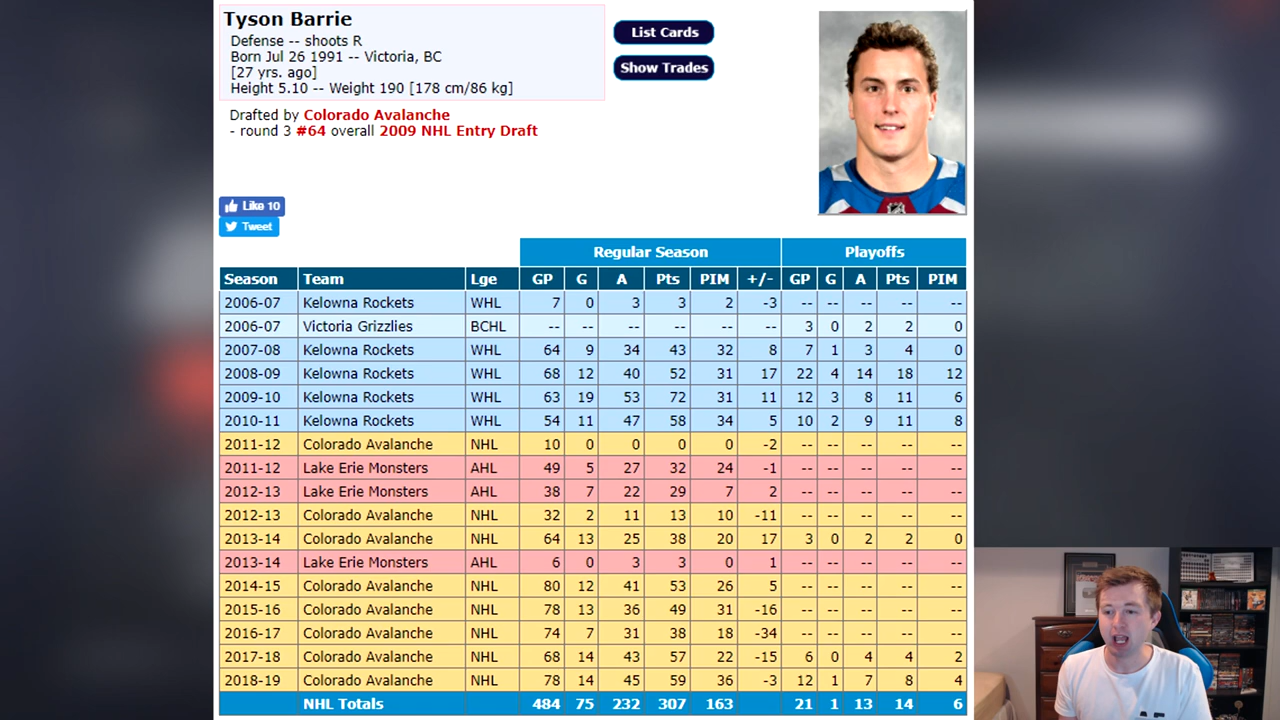 Tyson Barrie
Defense -- shoots R
Born Jul 26 1991 -- Victoria, BC
[27 yrs. ago]
Height 5.10 -- Weight 190 [178 cm/86 kg]
List Cards
Show Trades
Drafted by Colorado Avalanche
- round 3 #64 overall 2009 NHL Entry Draft
Like 10
Tweet
Regular Season Playoffs
Season Team Lge GP G A Pts PIM +/- GP G A Pts PIM
2006-07 Kelowna Rockets WHL 7 0 3 3 2 -3 -- -- -- -- --
2006-07 Victoria Grizzlies BCHL -- -- -- -- -- -- 3 0 2 2 0
2007-08 Kelowna Rockets WHL 64 9 34 43 32 8 7 1 3 4 0
2008-09 Kelowna Rockets WHL 68 12 40 52 31 17 22 4 14 18 12
2009-10 Kelowna Rockets WHL 63 19 53 72 31 11 12 3 8 11 6
2010-11 Kelowna Rockets WHL 54 11 47 58 34 5 10 2 9 11 8
2011-12 Colorado Avalanche NHL 10 0 0 0 0 -2 -- -- -- -- --
2011-12 Lake Erie Monsters AHL 49 5 27 32 24 -1 -- -- -- -- --
2012-13 Lake Erie Monsters AHL 38 7 22 29 7 2 -- -- -- -- --
2012-13 Colorado Avalanche NHL 32 2 11 13 10 -11 -- -- -- -- --
2013-14 Colorado Avalanche NHL 64 13 25 38 20 17 3 0 2 2 0
2013-14 Lake Erie Monsters AHL 6 0 3 3 0 1 -- -- -- -- --
2014-15 Colorado Avalanche NHL 80 12 41 53 26 5 -- -- -- -- --
2015-16 Colorado Avalanche NHL 78 13 36 49 31 -16 -- -- -- -- --
2016-17 Colorado Avalanche NHL 74 7 31 38 18 -34 -- -- -- -- --
2017-18 Colorado Avalanche NHL 68 14 43 57 22 -15 6 0 4 4 2
2018-19 Colorado Avalanche NHL 78 14 45 59 36 -3 12 1 7 8 4
NHL Totals 484 75 232 307 163 21 1 13 14 6